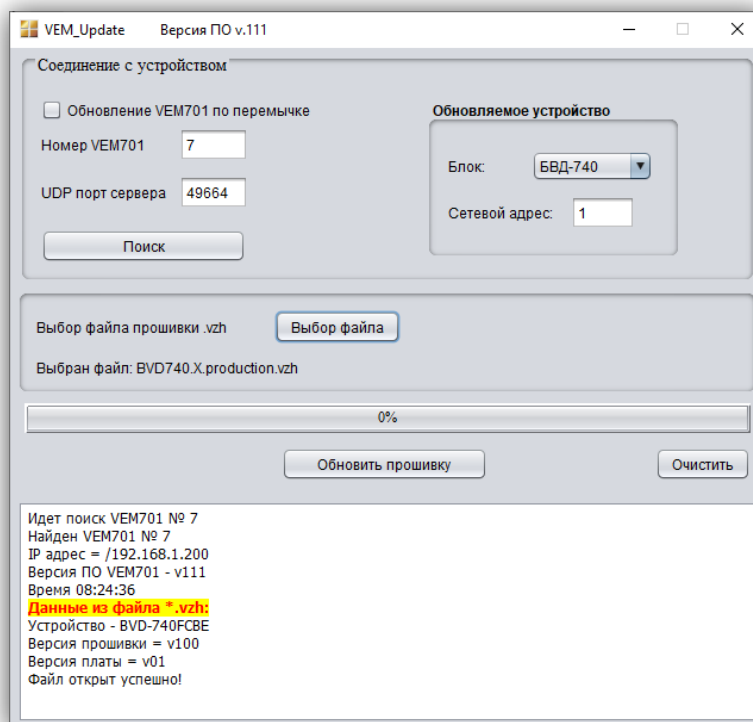 VEM_Update Версия ПО v.111
Соединение с устройством
Обновление VEM701 по перемычке
Номер VEM701 7
UDP порт сервера 49664
Поиск
Обновляемое устройство
Блок: БВД-740
Сетевой адрес: 1
Выбор файла прошивки .vzh Выбор файла
Выбран файл: BVD740.X.production.vzh
0%
Обновить прошивку Очистить
Идет поиск VEM701 № 7
Найден VEM701 № 7
IP адрес = /192.168.1.200
Версия ПО VEM701 - v111
Время 08:24:36
Данные из файла *.vzh:
Устройство - BVD-740FCBE
Версия прошивки = v100
Версия платы = v01
Файл открыт успешно!